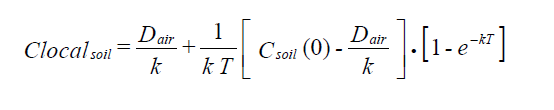 Clocal_soil = D_air/k + 1/(k T) [ C_soil (0) - D_air/k ] · [1 - e^-kT]